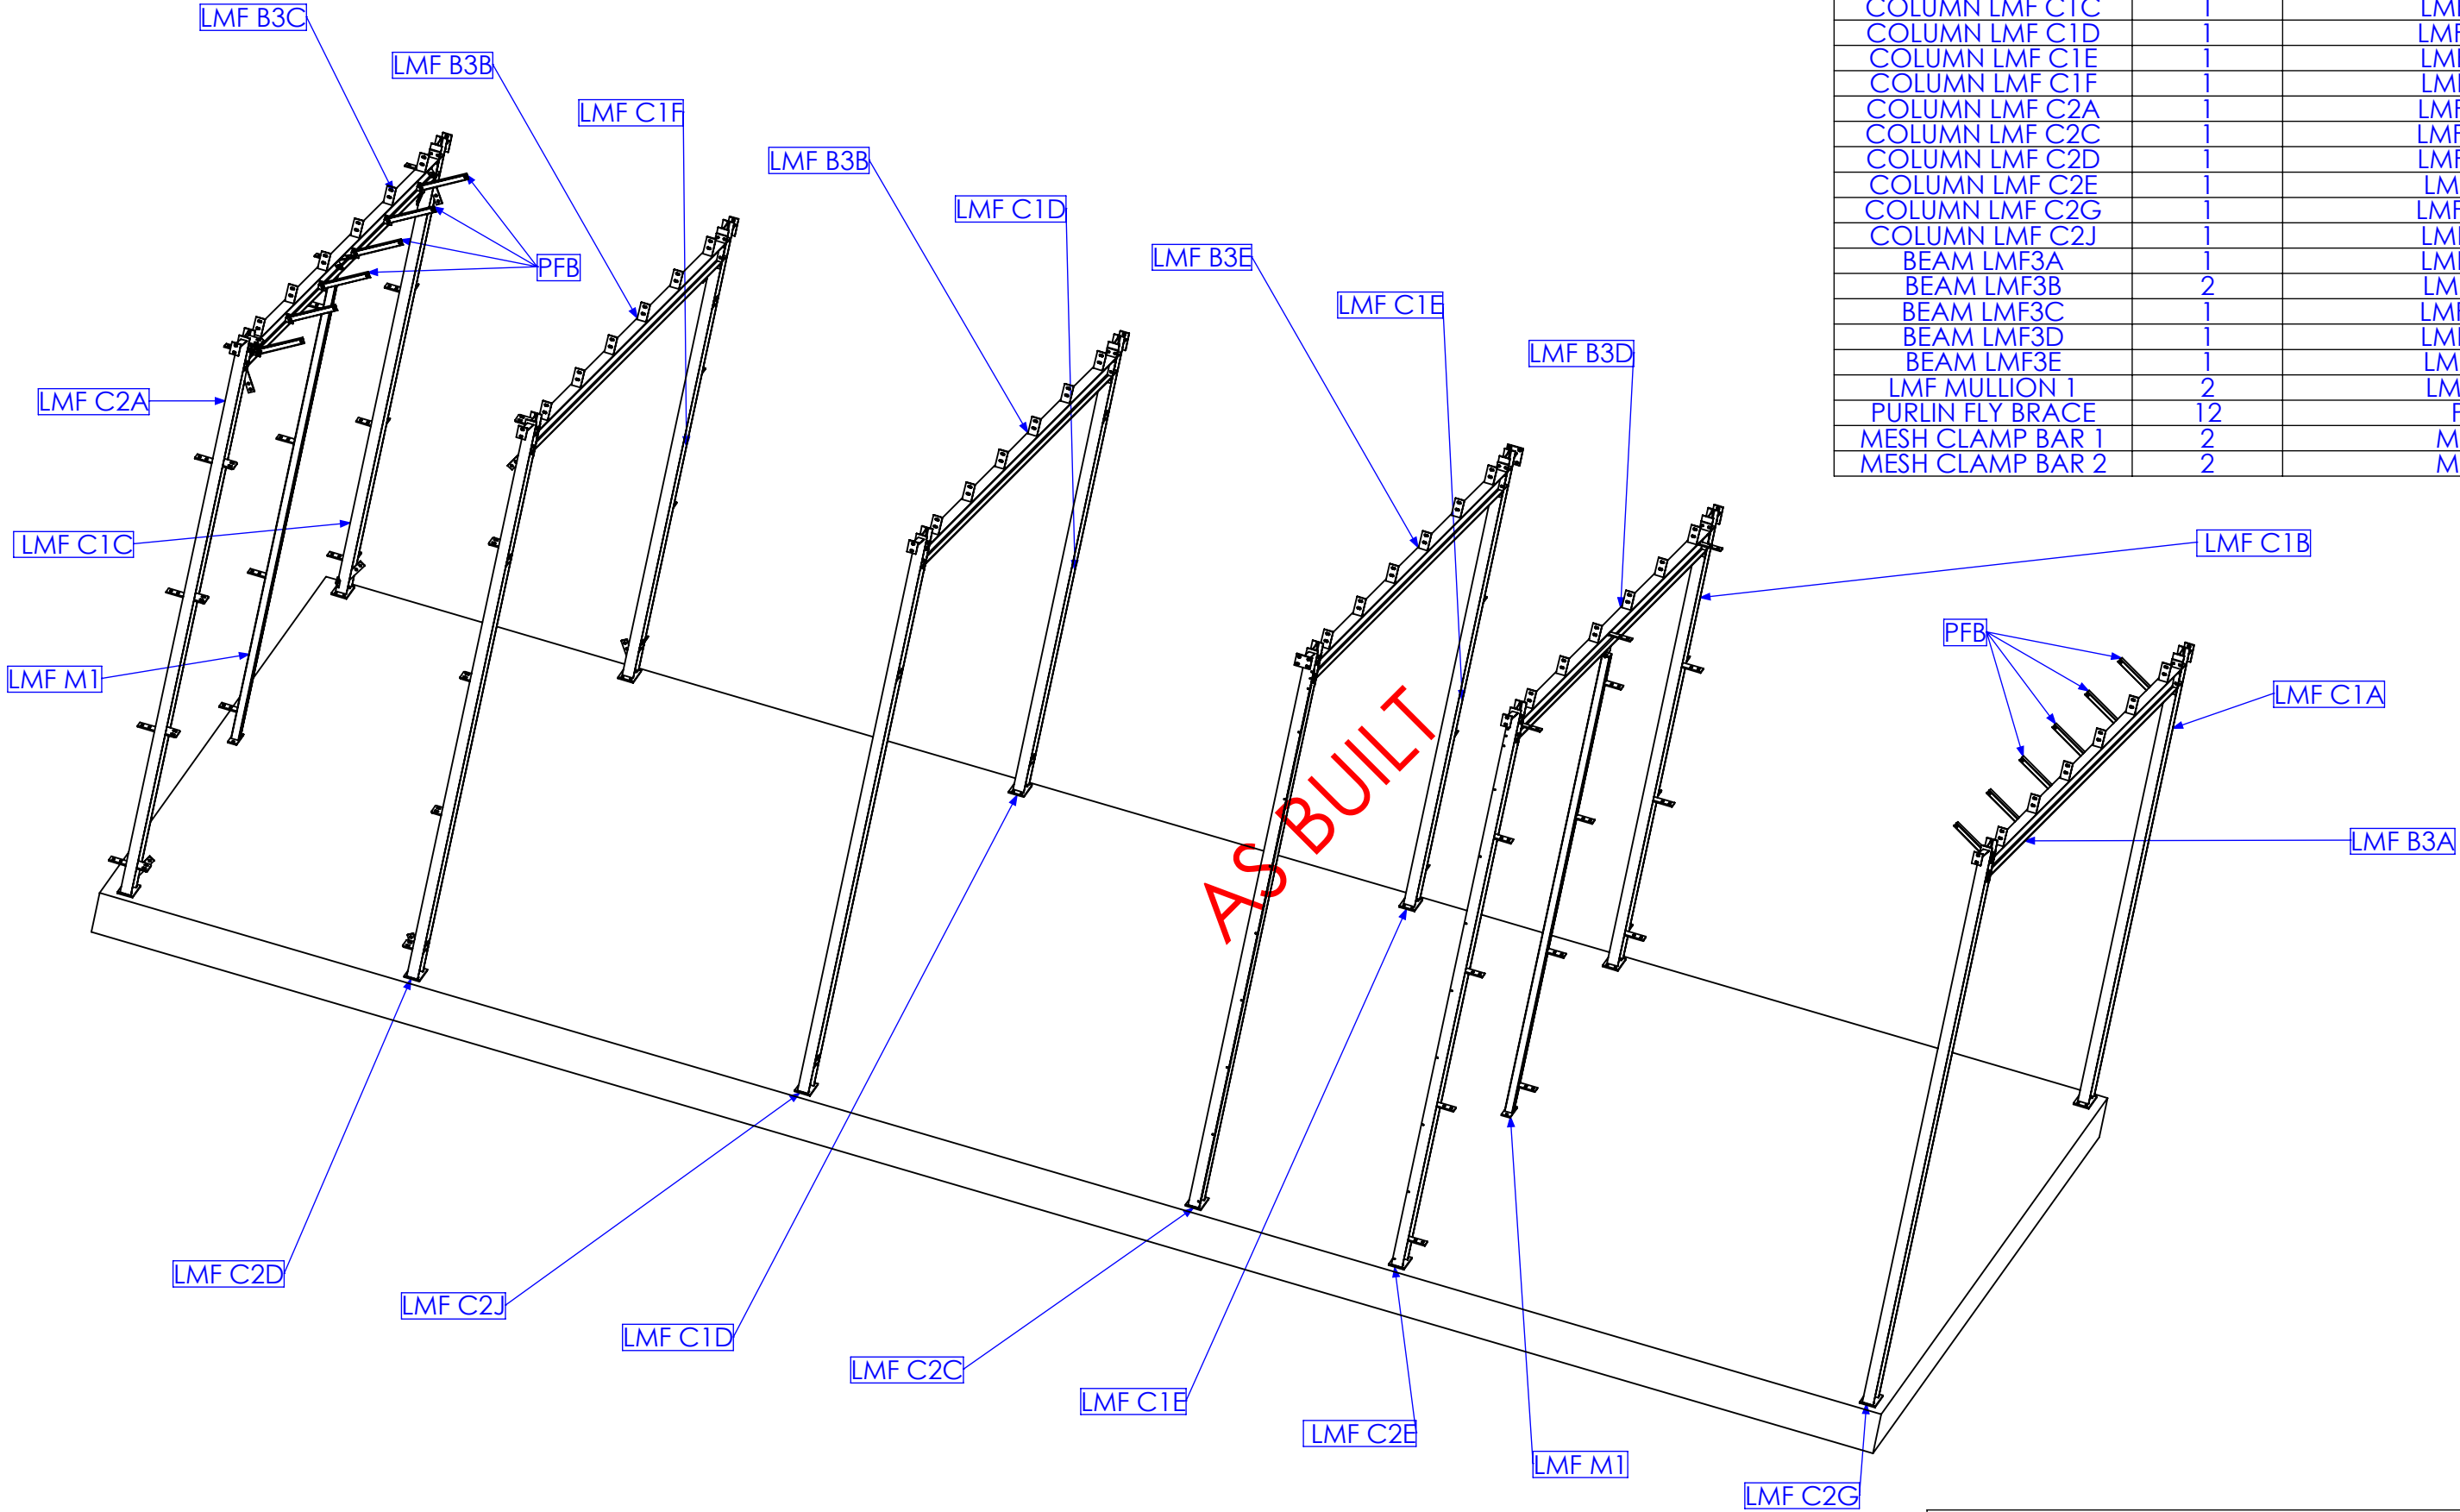 LMF B3C
LMF B3B
LMF C1F
LMF B3B
LMF C1D
LMF B3E
LMF C1E
LMF B3D
PFB
LMF C2A
LMF C1C
LMF M1
LMF C1B
PFB
LMF C1A
LMF B3A
AS BUILT
LMF C2D
LMF C2J
LMF C1D
LMF C2C
LMF C1E
LMF C2E
LMF M1
LMF C2G
COLUMN LMF C1C 1
COLUMN LMF C1D 1
COLUMN LMF C1E 1
COLUMN LMF C1F 1
COLUMN LMF C2A 1
COLUMN LMF C2C 1
COLUMN LMF C2D 1
COLUMN LMF C2E 1
COLUMN LMF C2G 1
COLUMN LMF C2J 1
BEAM LMF3A 1
BEAM LMF3B 2
BEAM LMF3C 1
BEAM LMF3D 1
BEAM LMF3E 1
LMF MULLION 1 2
PURLIN FLY BRACE 12
MESH CLAMP BAR 1 2
MESH CLAMP BAR 2 2